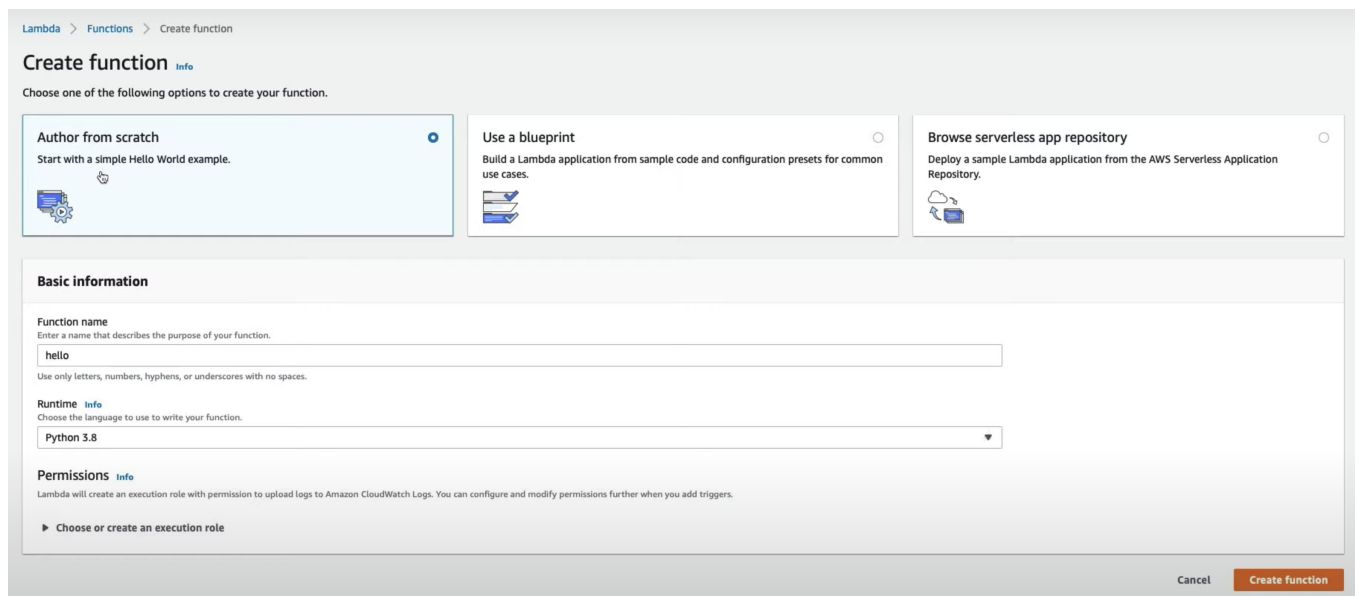 Lambda > Functions > Create function
Create function Info
Choose one of the following options to create your function.
Author from scratch
Start with a simple Hello World example.
Use a blueprint
Build a Lambda application from sample code and configuration presets for common
use cases.
Browse serverless app repository
Deploy a sample Lambda application from the AWS Serverless Application
Repository.
Basic information
Function name
Enter a name that describes the purpose of your function.
hello
Use only letters, numbers, hyphens, or underscores with no spaces.
Runtime Info
Choose the language to use to write your function.
Python 3.8
Permissions Info
Lambda will create an execution role with permission to upload logs to Amazon CloudWatch Logs. You can configure and modify permissions further when you add triggers.
Choose or create an execution role
Cancel
Create function